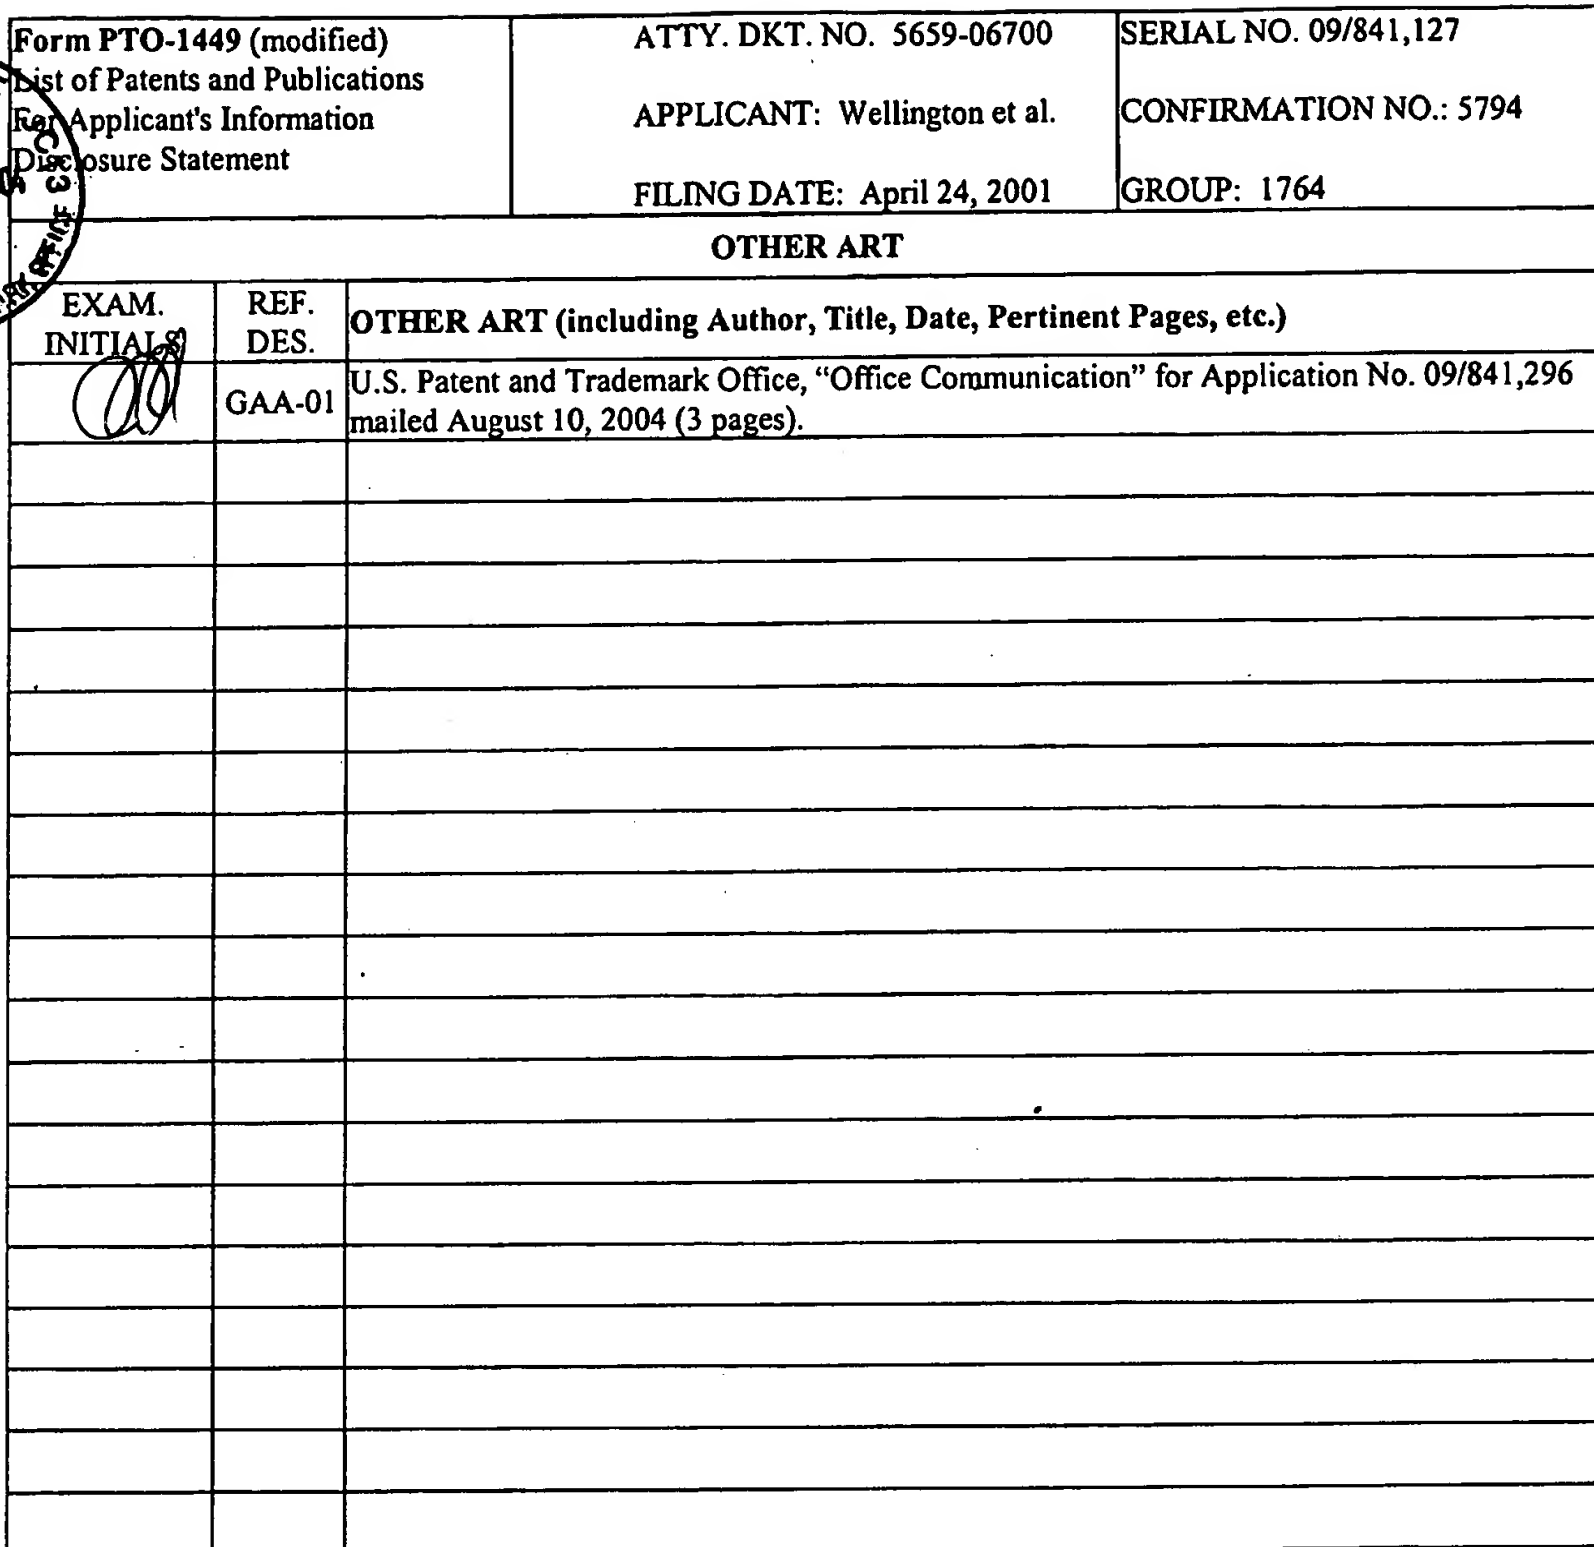 Form PTO-1449 (modified)
List of Patents and Publications
For Applicant's Information
Disclosure Statement
ATTY. DKT. NO. 5659-06700
APPLICANT: Wellington et al.
FILING DATE: April 24, 2001
SERIAL NO. 09/841,127
CONFIRMATION NO.: 5794
GROUP: 1764
OTHER ART
EXAM.
INITIALS
REF.
DES.
OTHER ART (including Author, Title, Date, Pertinent Pages, etc.)
GAA-01
U.S. Patent and Trademark Office, “Office Communication” for Application No. 09/841,296
mailed August 10, 2004 (3 pages).